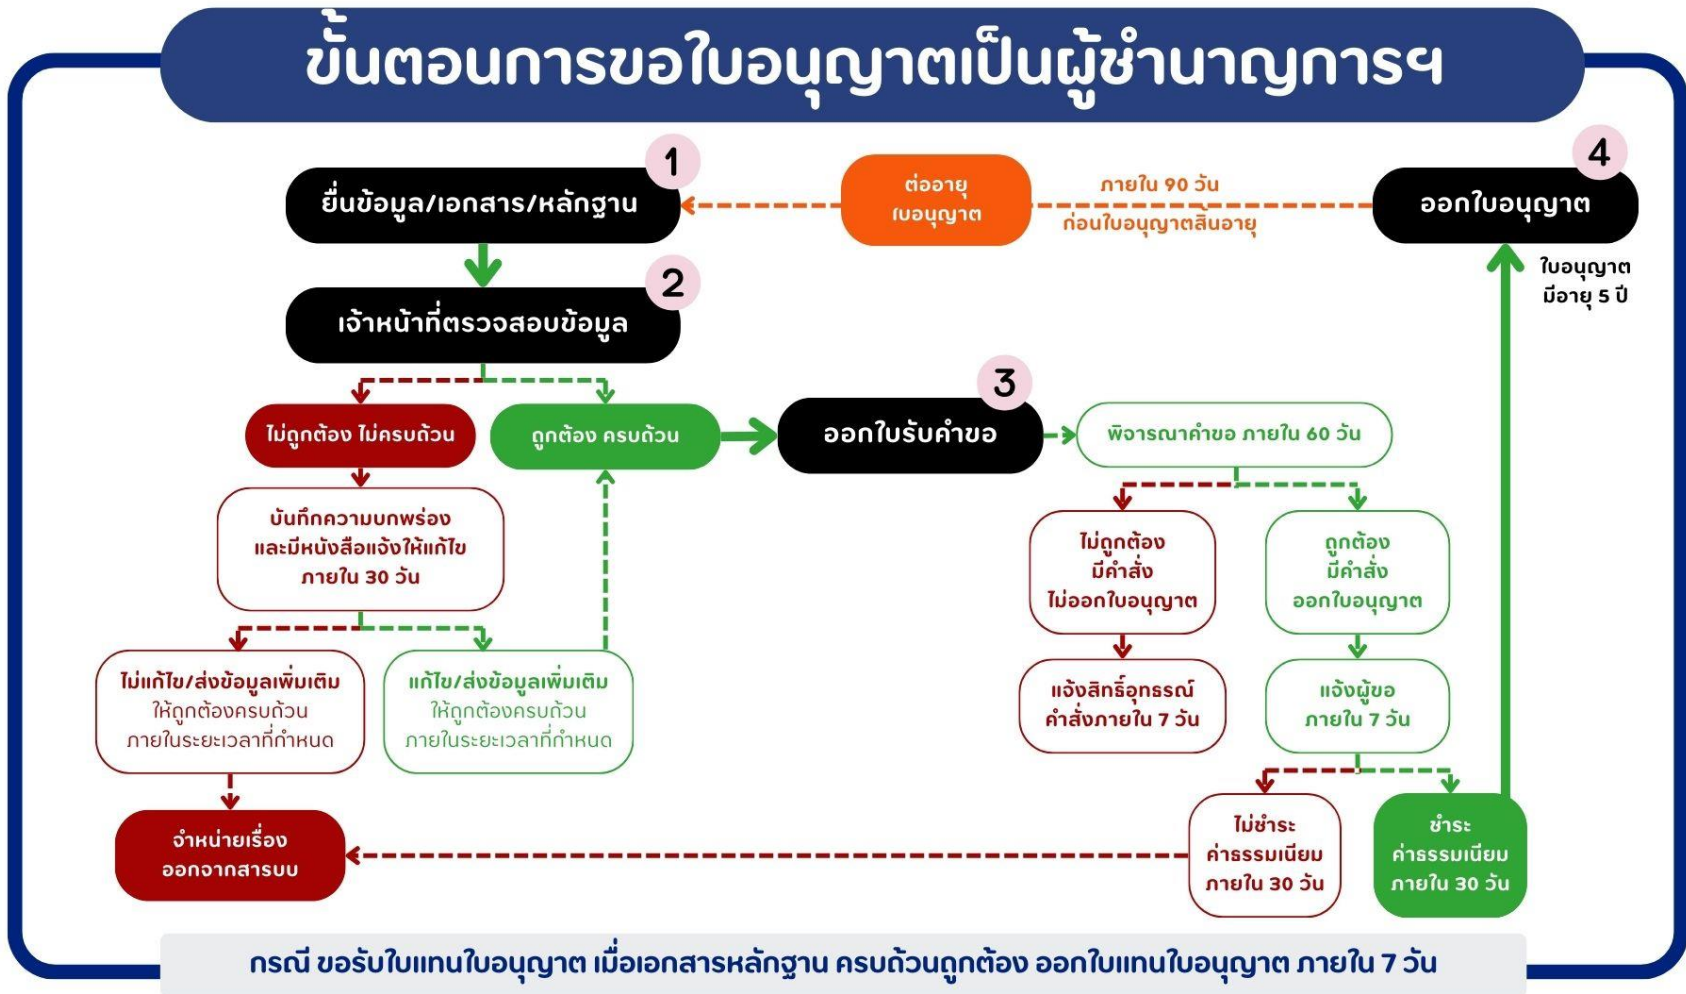 ขั้นตอนการขอใบอนุญาตเป็นผู้ชำนาญการฯ
1
ยื่นข้อมูล/เอกสาร/หลักฐาน
ต่ออายุ
ใบอนุญาต
ภายใน 90 วัน
ก่อนใบอนุญาตสิ้นอายุ
4
ออกใบอนุญาต
ใบอนุญาต
มีอายุ 5 ปี
2
เจ้าหน้าที่ตรวจสอบข้อมูล
ไม่ถูกต้อง ไม่ครบถ้วน
ถูกต้อง ครบถ้วน
3
ออกใบรับคำขอ
พิจารณาคำขอ ภายใน 60 วัน
บันทึกความบกพร่อง
และมีหนังสือแจ้งให้แก้ไข
ภายใน 30 วัน
ไม่ถูกต้อง
มีคำสั่ง
ไม่ออกใบอนุญาต
ถูกต้อง
มีคำสั่ง
ออกใบอนุญาต
ไม่แก้ไข/ส่งข้อมูลเพิ่มเติม
ให้ถูกต้องครบถ้วน
ภายในระยะเวลาที่กำหนด
แก้ไข/ส่งข้อมูลเพิ่มเติม
ให้ถูกต้องครบถ้วน
ภายในระยะเวลาที่กำหนด
แจ้งสิทธิ์อุทธรณ์
คำสั่งภายใน 7 วัน
แจ้งผู้ขอ
ภายใน 7 วัน
จำหน่ายเรื่อง
ออกจากสารบบ
ไม่ชำระ
ค่าธรรมเนียม
ภายใน 30 วัน
ชำระ
ค่าธรรมเนียม
ภายใน 30 วัน
กรณี ขอรับใบแทนใบอนุญาต เมื่อเอกสารหลักฐาน ครบถ้วนถูกต้อง ออกใบแทนใบอนุญาต ภายใน 7 วัน